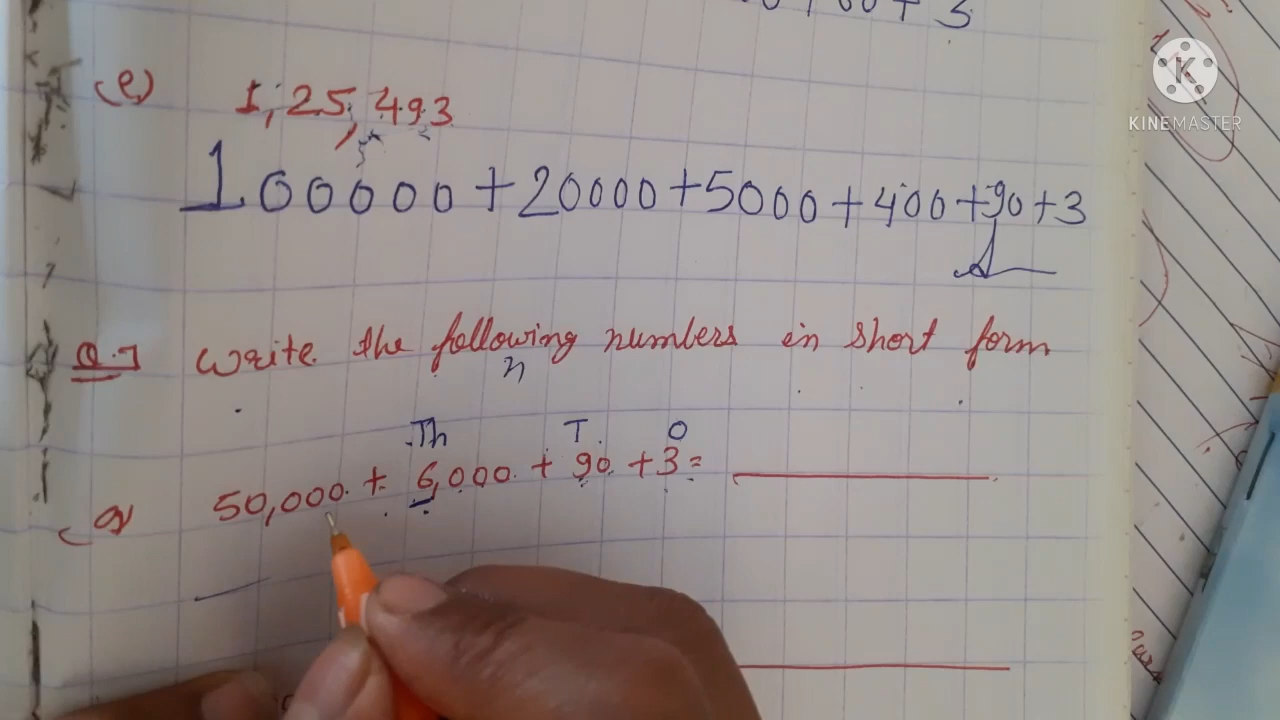 (e) 1,25,493
100000 + 20000 + 5000 + 400 + 90 + 3
Q.7 Write the following numbers in short form
Th T. O
50,000 + 6,000 + 90 + 3 =
KINEMASTER